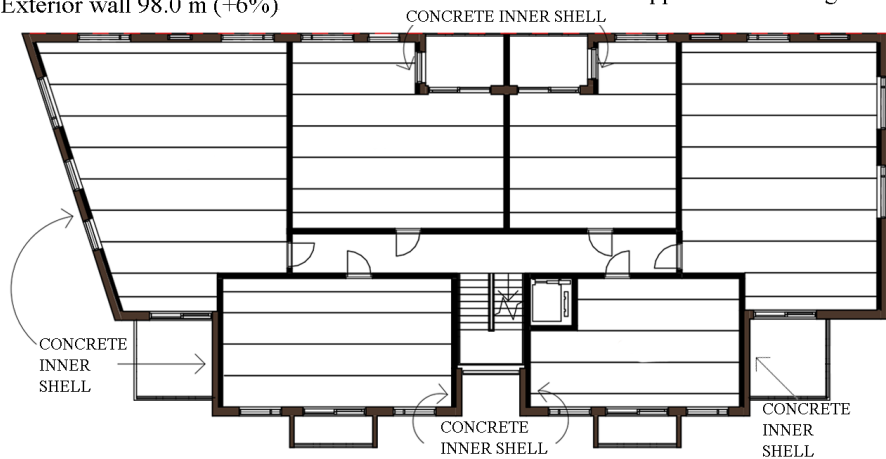 Exterior wall 98.0 m (+6%)
CONCRETE INNER SHELL
CONCRETE
INNER
SHELL
CONCRETE
INNER SHELL
CONCRETE
INNER
SHELL